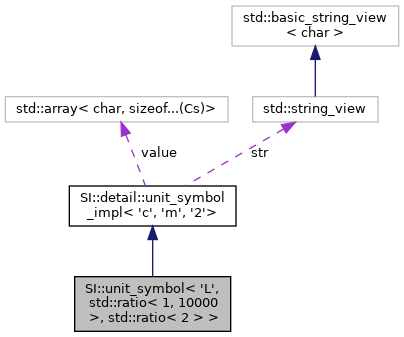 std::basic_string_view
< char >
std::array< char, sizeof...(Cs)>
std::string_view
value
str
SI::detail::unit_symbol
_impl< 'c', 'm', '2'>
SI::unit_symbol< 'L',
std::ratio< 1, 10000
>, std::ratio< 2 > >